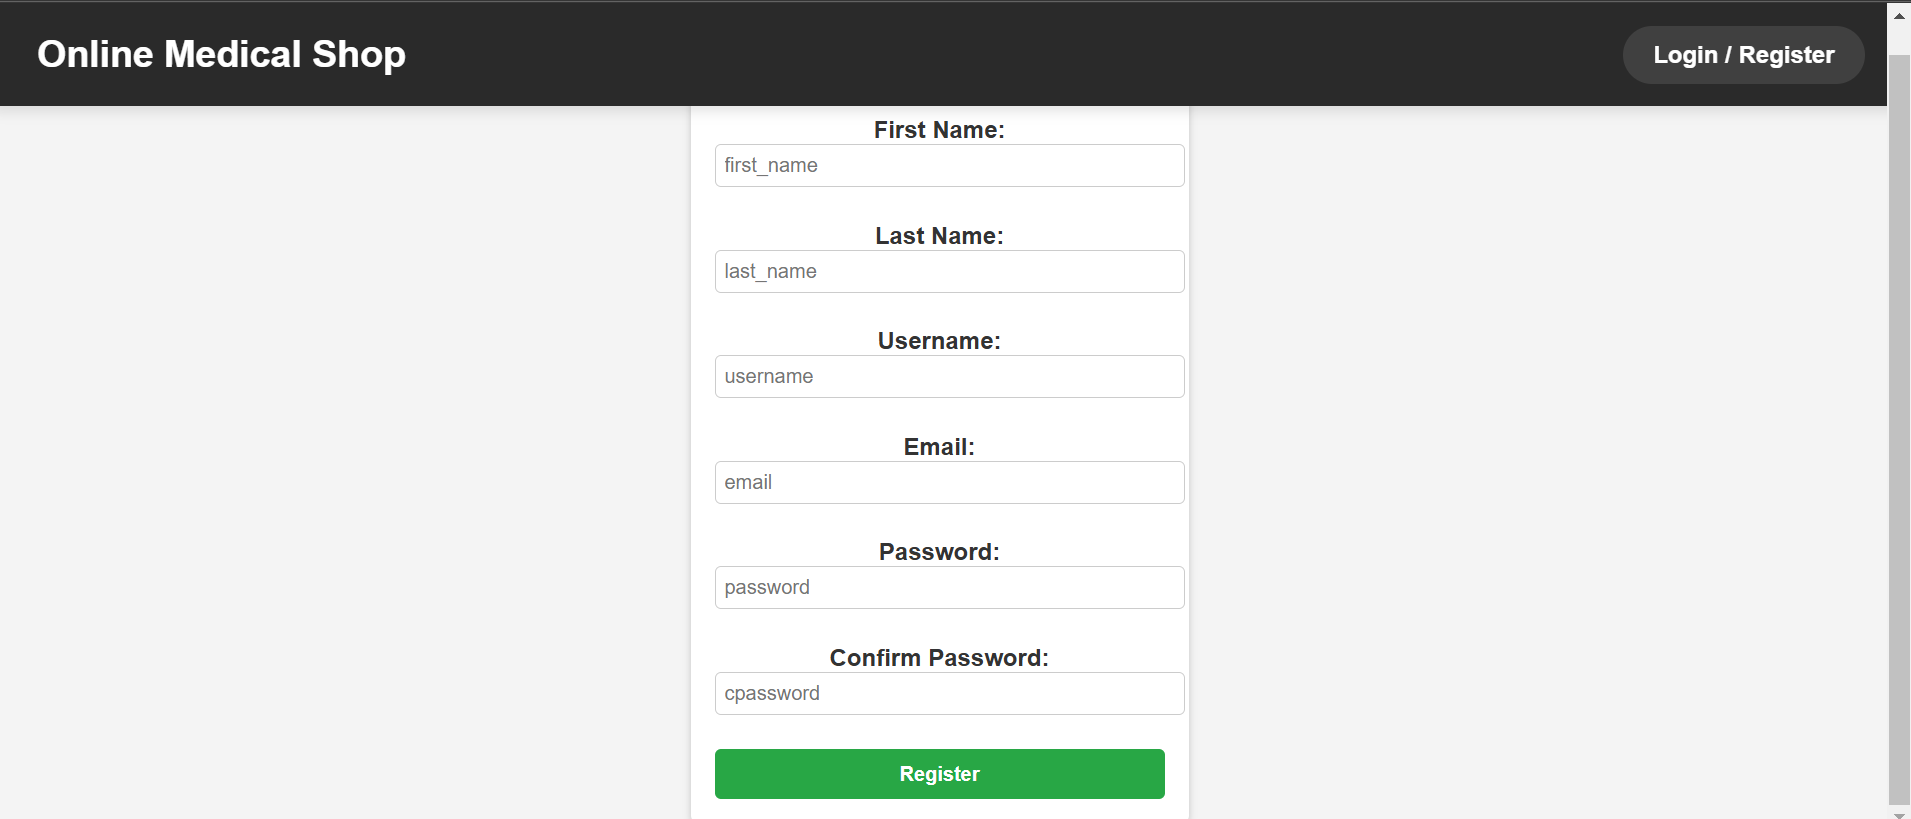 Online Medical Shop
Login / Register
First Name:
first_name
Last Name:
last_name
Username:
username
Email:
email
Password:
password
Confirm Password:
cpassword
Register